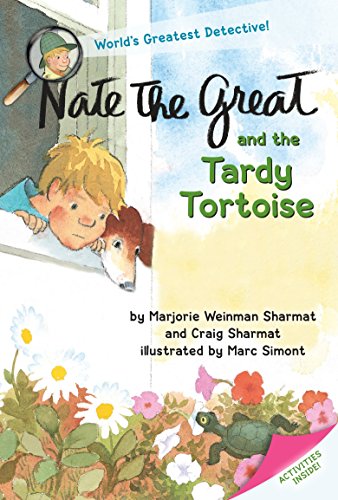 World's Greatest Detective!
Nate the Great
and the
Tardy
Tortoise
by Marjorie Weinman Sharmat
and Craig Sharmat
illustrated by Marc Simont
ACTIVITIES
INSIDE!